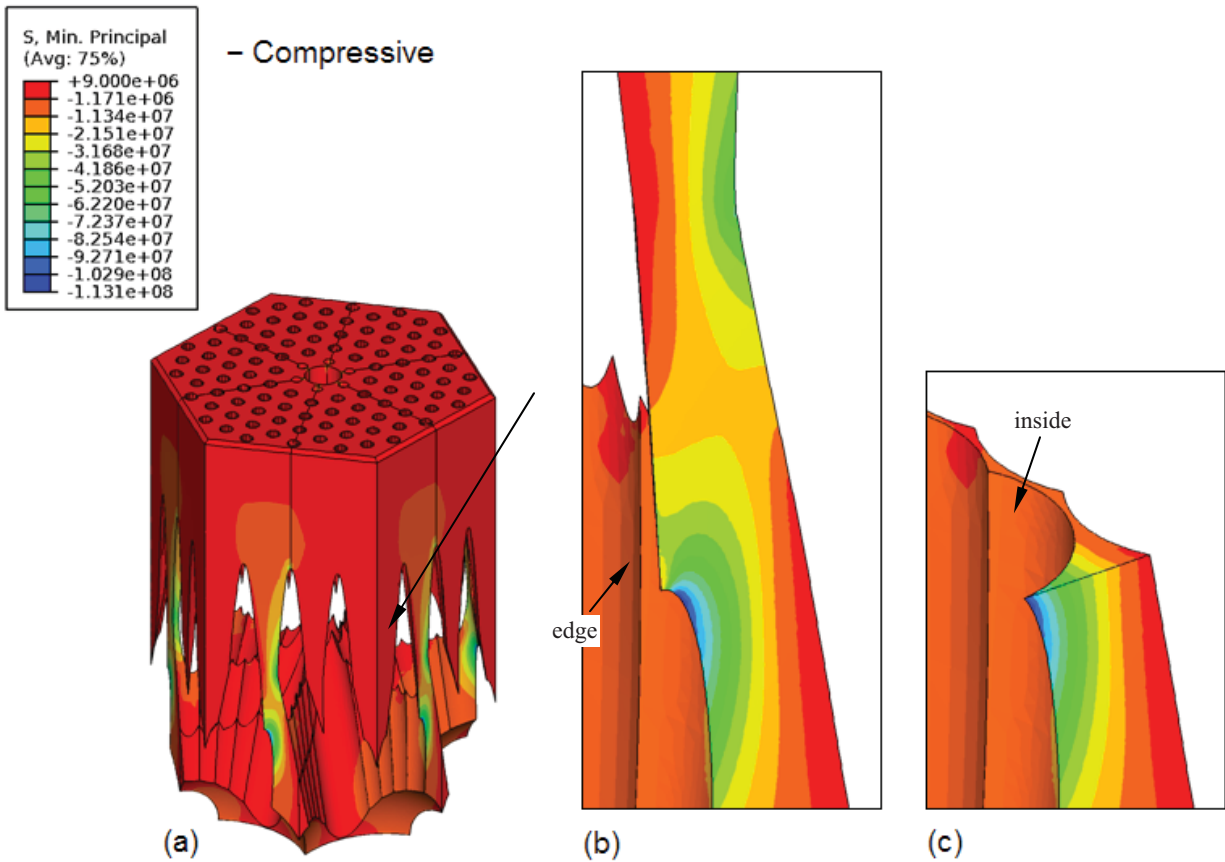 S, Min. Principal
(Avg: 75%)
+9.000e+06
-1.171e+06
-1.134e+07
-2.151e+07
-3.168e+07
-4.186e+07
-5.203e+07
-6.220e+07
-7.237e+07
-8.254e+07
-9.271e+07
-1.029e+08
-1.131e+08
– Compressive
edge
inside
(a)
(b)
(c)